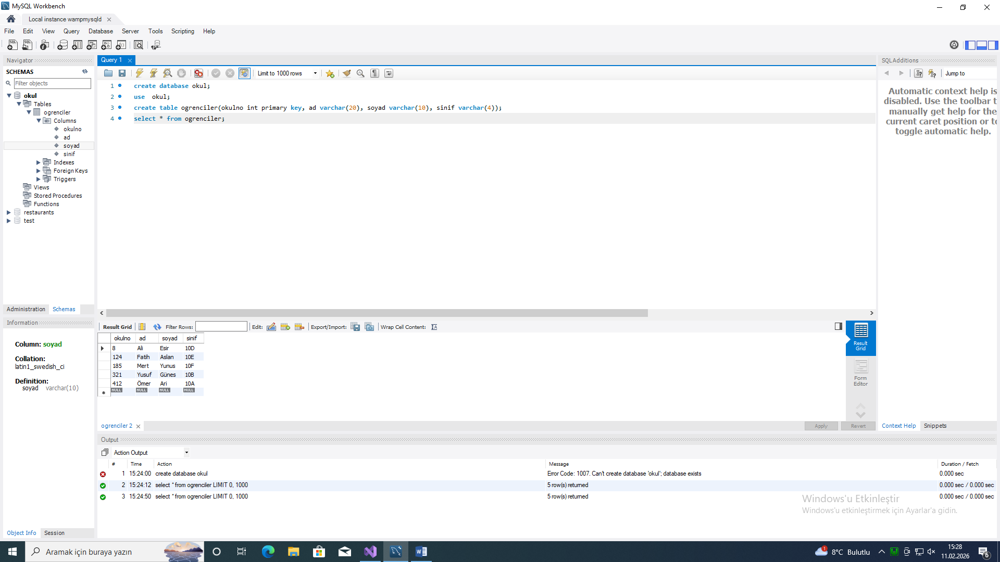 MySQL Workbench
Local instance wampmysqld
File Edit View Query Database Server Tools Scripting Help
Navigator
SCHEMAS
Filter objects
okul
Tables
ogrenciler
Columns
okulno
ad
soyad
sinif
Indexes
Foreign Keys
Triggers
Views
Stored Procedures
Functions
restaurants
test
Administration Schemas
Information
Column: soyad
Collation:
latin1_swedish_ci
Definition:
soyad varchar(10)
Object Info Session
Query 1
Limit to 1000 rows
1 create database okul;
2 use okul;
3 create table ogrenciler(okulno int primary key, ad varchar(20), soyad varchar(10), sinif varchar(4));
4 select * from ogrenciler;
Result Grid Filter Rows: Edit: Export/Import: Wrap Cell Content:
okulno ad soyad sinif
8 Ali Esir 10D
124 Fatih Aslan 10E
185 Mert Yunus 10F
321 Yusuf Günes 10B
412 Ömer Ari 10A
NULL NULL NULL NULL
Result
Grid
Form
Editor
ogrenciler 2
Apply Revert
SQLAdditions
Jump to
Automatic context help is
disabled. Use the toolbar t
manually get help for the
current caret position or to
toggle automatic help.
Context Help Snippets
Output
Action Output
# Time Action Message Duration / Fetch
1 15:24:00 create database okul Error Code: 1007. Can't create database 'okul'; database exists 0.000 sec
2 15:24:12 select * from ogrenciler LIMIT 0, 1000 5 row(s) returned 0.000 sec / 0.000 sec
3 15:24:50 select * from ogrenciler LIMIT 0, 1000 5 row(s) returned 0.000 sec / 0.000 sec
Windows'u Etkinleştir
Windows'u etkinleştirmek için Ayarlar'a gidin.
Aramak için buraya yazın
1
8°C Bulutlu
15:28
11.02.2026
6